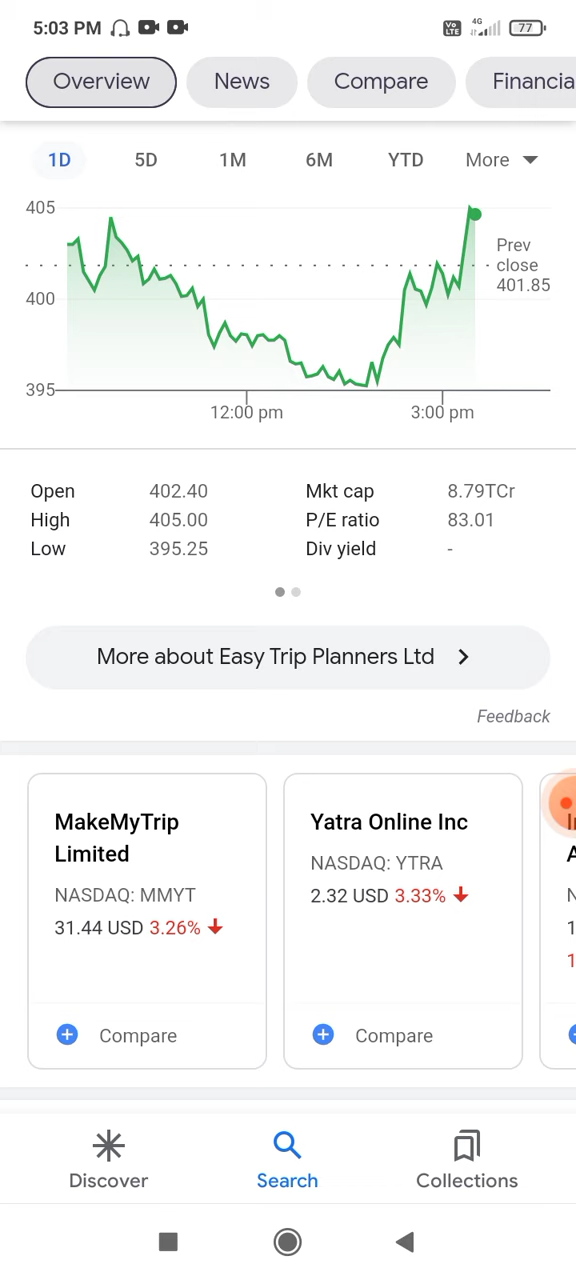 5:03 PM
Vo LTE 4G 77
Overview News Compare Financia
1D 5D 1M 6M YTD More
405
400
395
Prev
close
401.85
12:00 pm 3:00 pm
Open 402.40 Mkt cap 8.79TCr
High 405.00 P/E ratio 83.01
Low 395.25 Div yield -
More about Easy Trip Planners Ltd
Feedback
MakeMyTrip
Limited
NASDAQ: MMYT
31.44 USD 3.26%
Compare
Yatra Online Inc
NASDAQ: YTRA
2.32 USD 3.33%
Compare
Discover Search Collections